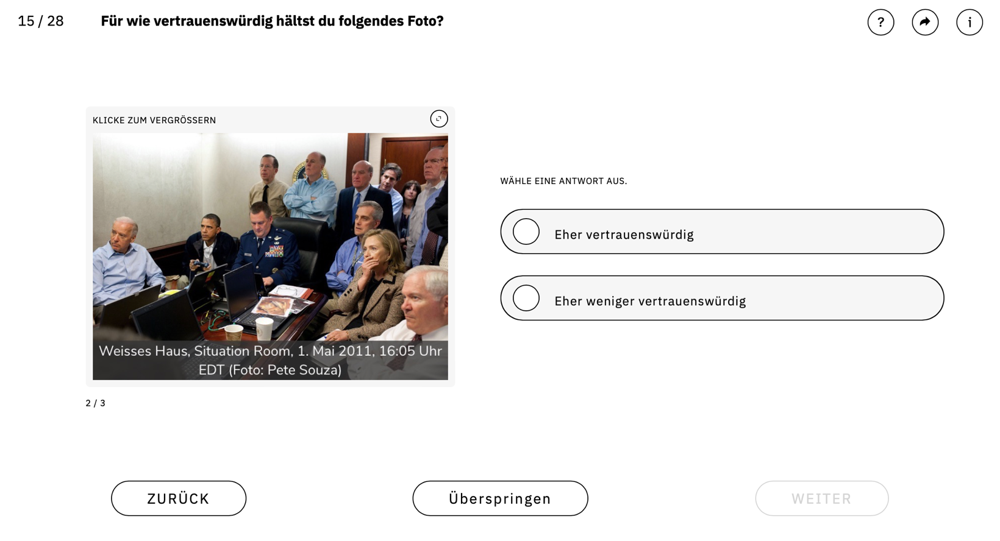 15 / 28
Für wie vertrauenswürdig hältst du folgendes Foto?
?
i
KLICKE ZUM VERGRÖSSERN
Weisses Haus, Situation Room, 1. Mai 2011, 16:05 Uhr
EDT (Foto: Pete Souza)
2 / 3
WÄHLE EINE ANTWORT AUS.
Eher vertrauenswürdig
Eher weniger vertrauenswürdig
ZURÜCK
Überspringen
WEITER